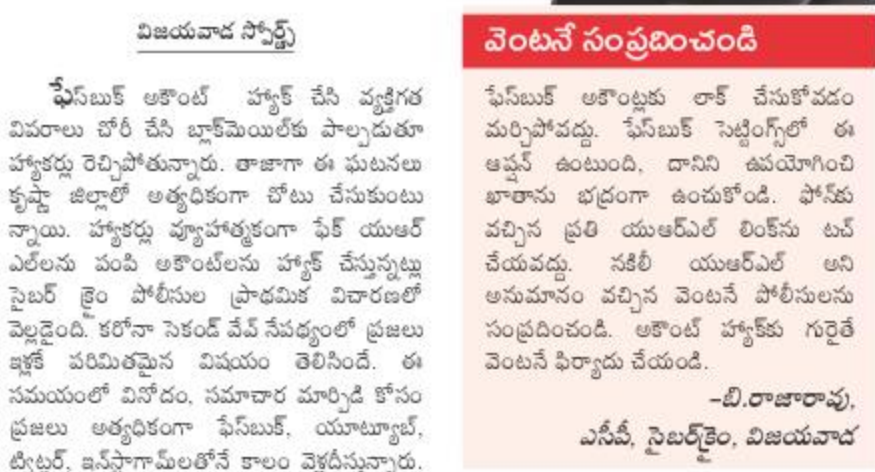 విజయవాడ స్పోర్ట్స్
ఫేస్‌బుక్ అకౌంట్ హ్యాక్ చేసి వ్యక్తిగత
వివరాలు చోరీ చేసి బ్లాక్‌మెయిల్‌కు పాల్పడుతూ
హ్యాకర్లు రెచ్చిపోతున్నారు. తాజాగా ఈ ఘటనలు
కృష్ణా జిల్లాలో అత్యధికంగా చోటు చేసుకుంటు
న్నాయి. హ్యాకర్లు వ్యూహాత్మకంగా ఫేక్ యుఆర్
ఎల్‌లను పంపి అకౌంట్‌లను హ్యాక్ చేస్తున్నట్లు
సైబర్ క్రైం పోలీసుల ప్రాథమిక విచారణలో
వెల్లడైంది. కరోనా సెకండ్ వేవ్ నేపథ్యంలో ప్రజలు
ఇళ్లకే పరిమితమైన విషయం తెలిసిందే. ఈ
సమయంలో వినోదం, సమాచార మార్పిడి కోసం
ప్రజలు అత్యధికంగా ఫేస్‌బుక్, యూట్యూబ్,
ట్విటర్, ఇన్‌స్టాగ్రామ్‌లతోనే కాలం వెళ్లదీస్తున్నారు.
వెంటనే సంప్రదించండి
ఫేస్‌బుక్ అకౌంట్లకు లాక్ చేసుకోవడం
మర్చిపోవద్దు. ఫేస్‌బుక్ సెట్టింగ్స్‌లో ఈ
ఆప్షన్ ఉంటుంది, దానిని ఉపయోగించి
ఖాతాను భద్రంగా ఉంచుకోండి. ఫోన్‌కు
వచ్చిన ప్రతి యుఆర్‌ఎల్ లింక్‌ను టచ్
చేయవద్దు. నకిలీ యుఆర్‌ఎల్ అని
అనుమానం వచ్చిన వెంటనే పోలీసులను
సంప్రదించండి. అకౌంట్ హ్యాక్‌కు గురైతే
వెంటనే ఫిర్యాదు చేయండి.
–బి.రాజారావు,
ఎసీపీ, సైబర్‌క్రైం, విజయవాడ